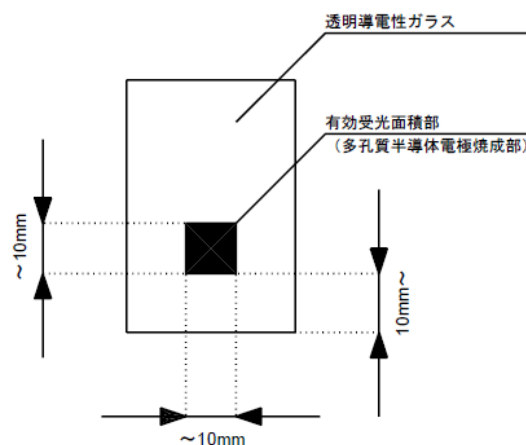 透明導電性ガラス
有効受光面積部
（多孔質半導体電極焼成部）
～10mm
10mm～
～10mm